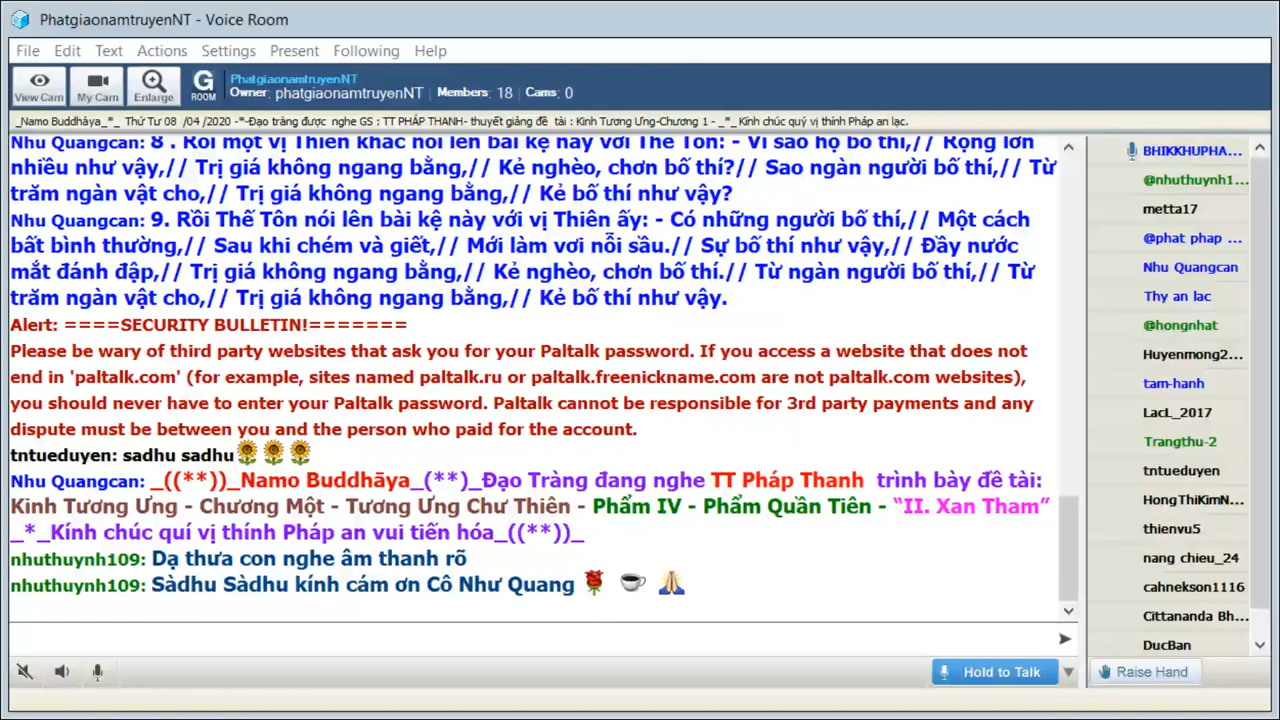 PhatgiaonamtruyenNT - Voice Room
File Edit Text Actions Settings Present Following Help
View Cam My Cam Enlarge G ROOM
PhatgiaonamtruyenNT
Owner: phatgiaonamtruyenNT Members: 18 Cams: 0
_Namo Buddhàya_*_ Thứ Tư 08 /04 /2020 -*-Đạo tràng được nghe GS : TT PHÁP THANH- thuyết giảng đề tài : Kinh Tương Ưng-Chương 1 - _*_Kính chúc quý vị thính Pháp an lạc.
Nhu Quangcan: 8 . Rồi một vị Thiên khác nói lên bài kệ này với Thế Tôn: - Vì sao họ bố thí,// Rộng lớn
nhiều như vậy,// Trị giá không ngang bằng,// Kẻ nghèo, chơn bố thí?// Sao ngàn người bố thí,// Từ
trăm ngàn vật cho,// Trị giá không ngang bằng,// Kẻ bố thí như vậy?
Nhu Quangcan: 9. Rồi Thế Tôn nói lên bài kệ này với vị Thiên ấy: - Có những người bố thí,// Một cách
bất bình thường,// Sau khi chém và giết,// Mới làm vơi nỗi sầu.// Sự bố thí như vậy,// Đầy nước
mắt đánh đập,// Trị giá không ngang bằng,// Kẻ nghèo, chơn bố thí.// Từ ngàn người bố thí,// Từ
trăm ngàn vật cho,// Trị giá không ngang bằng,// Kẻ bố thí như vậy.
Alert: ====SECURITY BULLETIN!=======
Please be wary of third party websites that ask you for your Paltalk password. If you access a website that does not
end in 'paltalk.com' (for example, sites named paltalk.ru or paltalk.freenickname.com are not paltalk.com websites),
you should never have to enter your Paltalk password. Paltalk cannot be responsible for 3rd party payments and any
dispute must be between you and the person who paid for the account.
tntueduyen: sadhu sadhu🌻🌻🌻
Nhu Quangcan: _((**))_Namo Buddhāya_(**)_Đạo Tràng đang nghe TT Pháp Thanh trình bày đề tài:
Kinh Tương Ưng - Chương Một - Tương Ưng Chư Thiên - Phẩm IV - Phẩm Quần Tiên - “II. Xan Tham”
_*_Kính chúc quí vị thính Pháp an vui tiến hóa_((**))_
nhuthuynh109: Dạ thưa con nghe âm thanh rõ
nhuthuynh109: Sàdhu Sàdhu kính cám ơn Cô Như Quang 🌹 ☕ 🙏
BHIKKHUPHA...
@nhuthuynh1...
metta17
@phat phap ...
Nhu Quangcan
Thy an lac
@hongnhat
Huyenmong2...
tam-hanh
LacL_2017
Trangthu-2
tntueduyen
HongThiKimN...
thienvu5
nang chieu_24
cahnekson1116
Cittananda Bh...
DucBan
Hold to Talk
Raise Hand